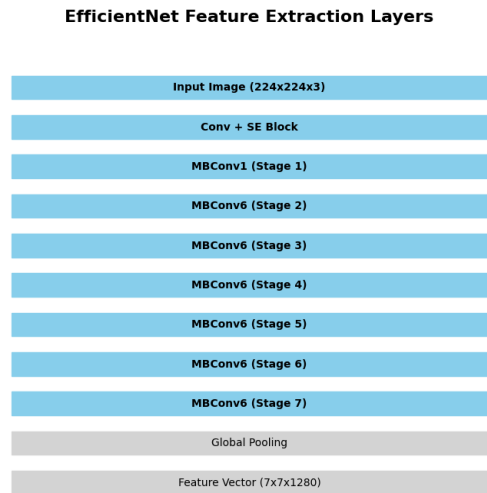 EfficientNet Feature Extraction Layers
Input Image (224x224x3)
Conv + SE Block
MBConv1 (Stage 1)
MBConv6 (Stage 2)
MBConv6 (Stage 3)
MBConv6 (Stage 4)
MBConv6 (Stage 5)
MBConv6 (Stage 6)
MBConv6 (Stage 7)
Global Pooling
Feature Vector (7x7x1280)